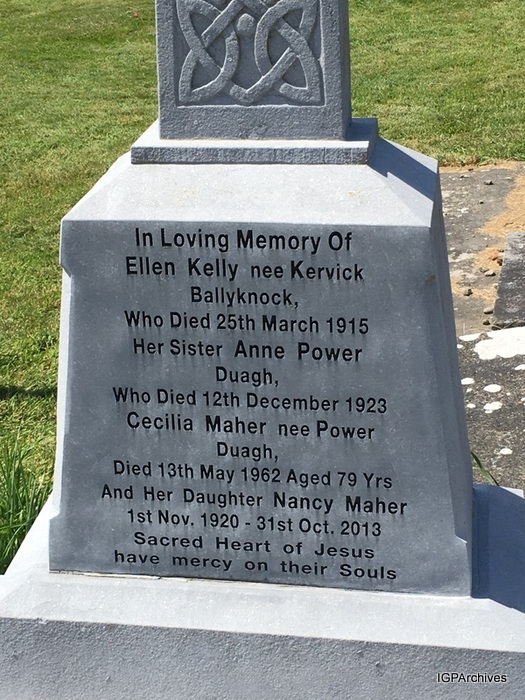 In Loving Memory Of
Ellen Kelly nee Kervick
Ballyknock,
Who Died 25th March 1915
Her Sister Anne Power
Duagh,
Who Died 12th December 1923
Cecilia Maher nee Power
Duagh,
Died 13th May 1962 Aged 79 Yrs
And Her Daughter Nancy Maher
1st Nov. 1920 - 31st Oct. 2013
Sacred Heart of Jesus
have mercy on their Souls
IGPArchives